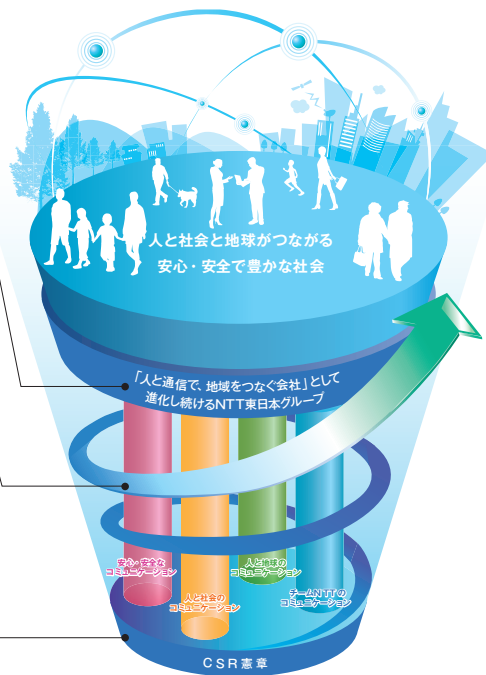 人と社会と地球がつながる
安心・安全で豊かな社会
「人と通信で、地域をつなぐ会社」として
進化し続けるNTT東日本グループ
安心・安全な
コミュニケーション
人と地球の
コミュニケーション
人と社会の
コミュニケーション
チームNTTの
コミュニケーション
CSR憲章